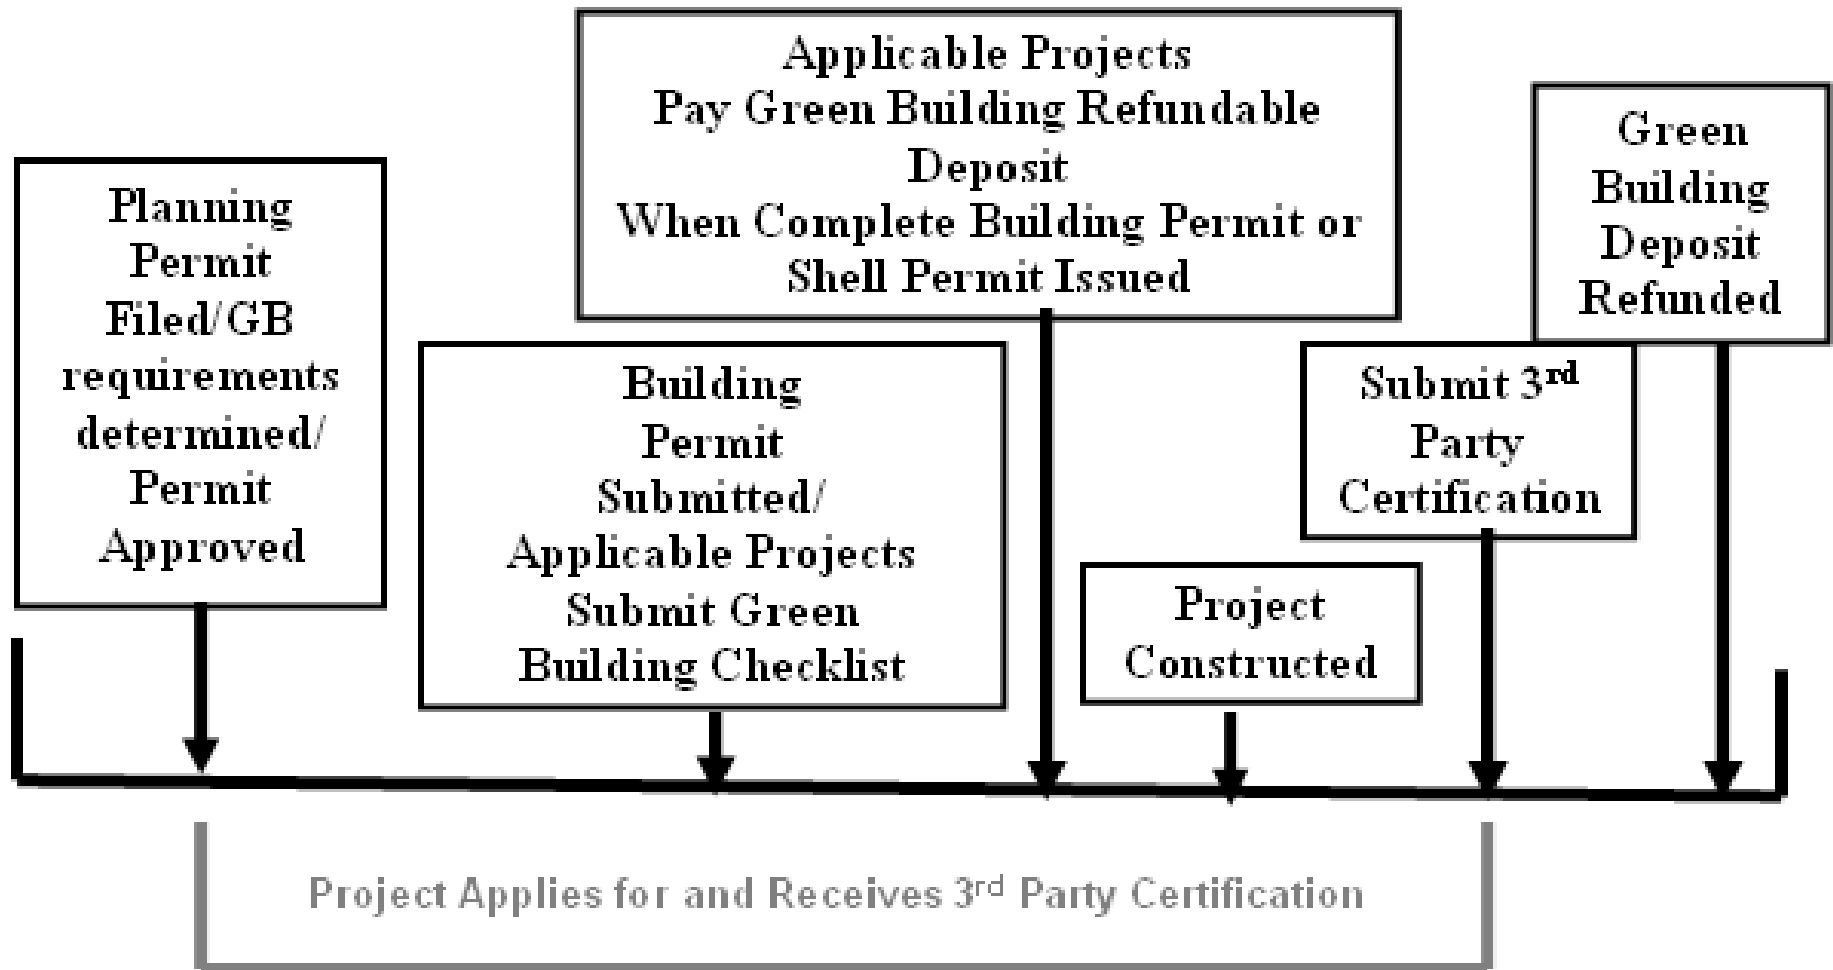 Planning
Permit
Filed/GB
requirements
determined/
Permit
Approved
Building
Permit
Submitted/
Applicable Projects
Submit Green
Building Checklist
Applicable Projects
Pay Green Building Refundable
Deposit
When Complete Building Permit or
Shell Permit Issued
Project
Constructed
Submit 3rd
Party
Certification
Green
Building
Deposit
Refunded
Project Applies for and Receives 3rd Party Certification